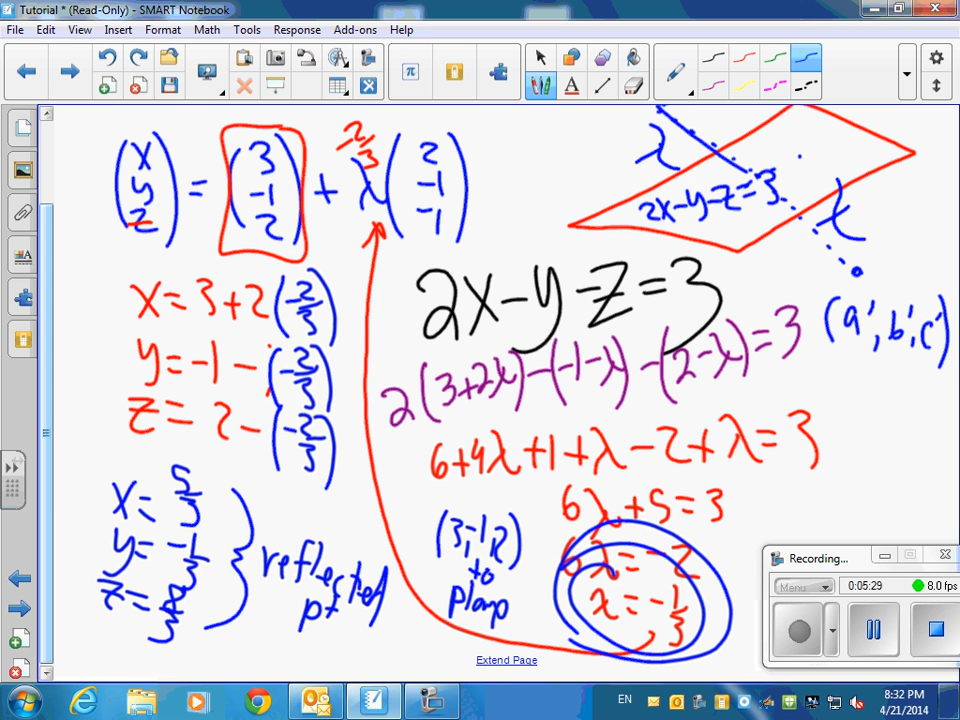 Tutorial * (Read-Only) - SMART Notebook
File Edit View Insert Format Math Tools Response Add-ons Help
(x y z) = (3 -1 2) + λ (2 -1 -1)
-2/3
λ
2x-y-z=3
t
(a', b', c')
2x-y-z=3
x=3+2(-2/3)
y=-1-(-2/3)
z=2-(-2/3)
2(3+2λ)-(-1-λ)-(2-λ)=3
6+4λ+1+λ-2+λ=3
6λ+5=3
6λ=-2
λ=-1/3
x=5/3
y=-1/3
z=8/3
reflected
pt
(3,-1,2)
to
plane
Extend Page
Recording...
Menu
0:05:29
8.0 fps
EN
8:32 PM
4/21/2014